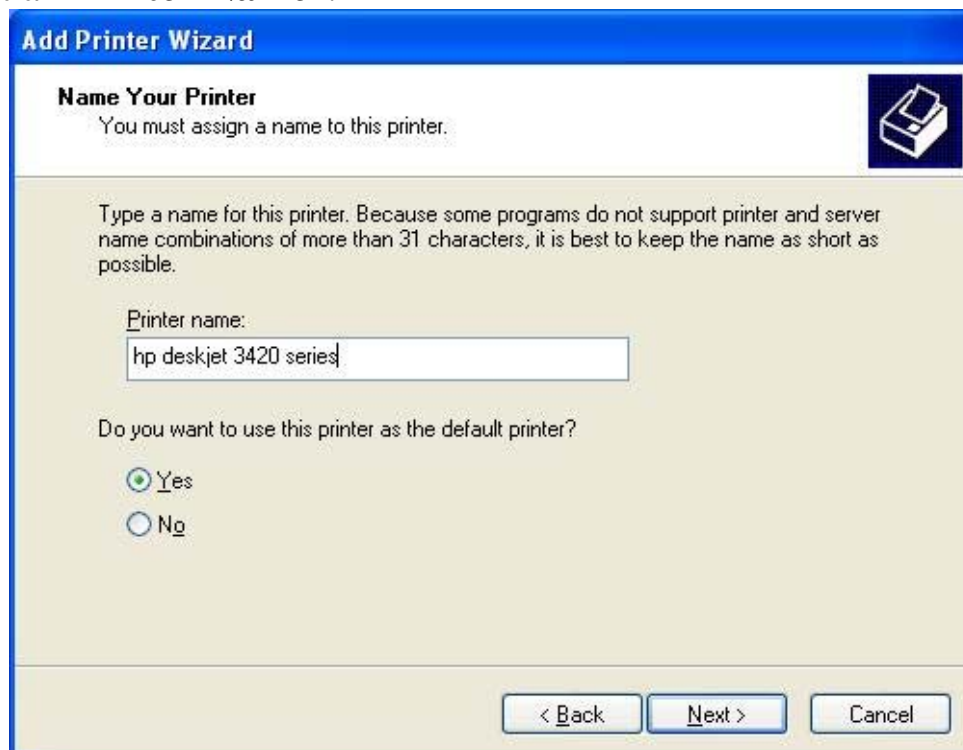 Add Printer Wizard
Name Your Printer
You must assign a name to this printer.
Type a name for this printer. Because some programs do not support printer and server
name combinations of more than 31 characters, it is best to keep the name as short as
possible.
Printer name:
hp deskjet 3420 series
Do you want to use this printer as the default printer?
Yes
No
< Back Next > Cancel